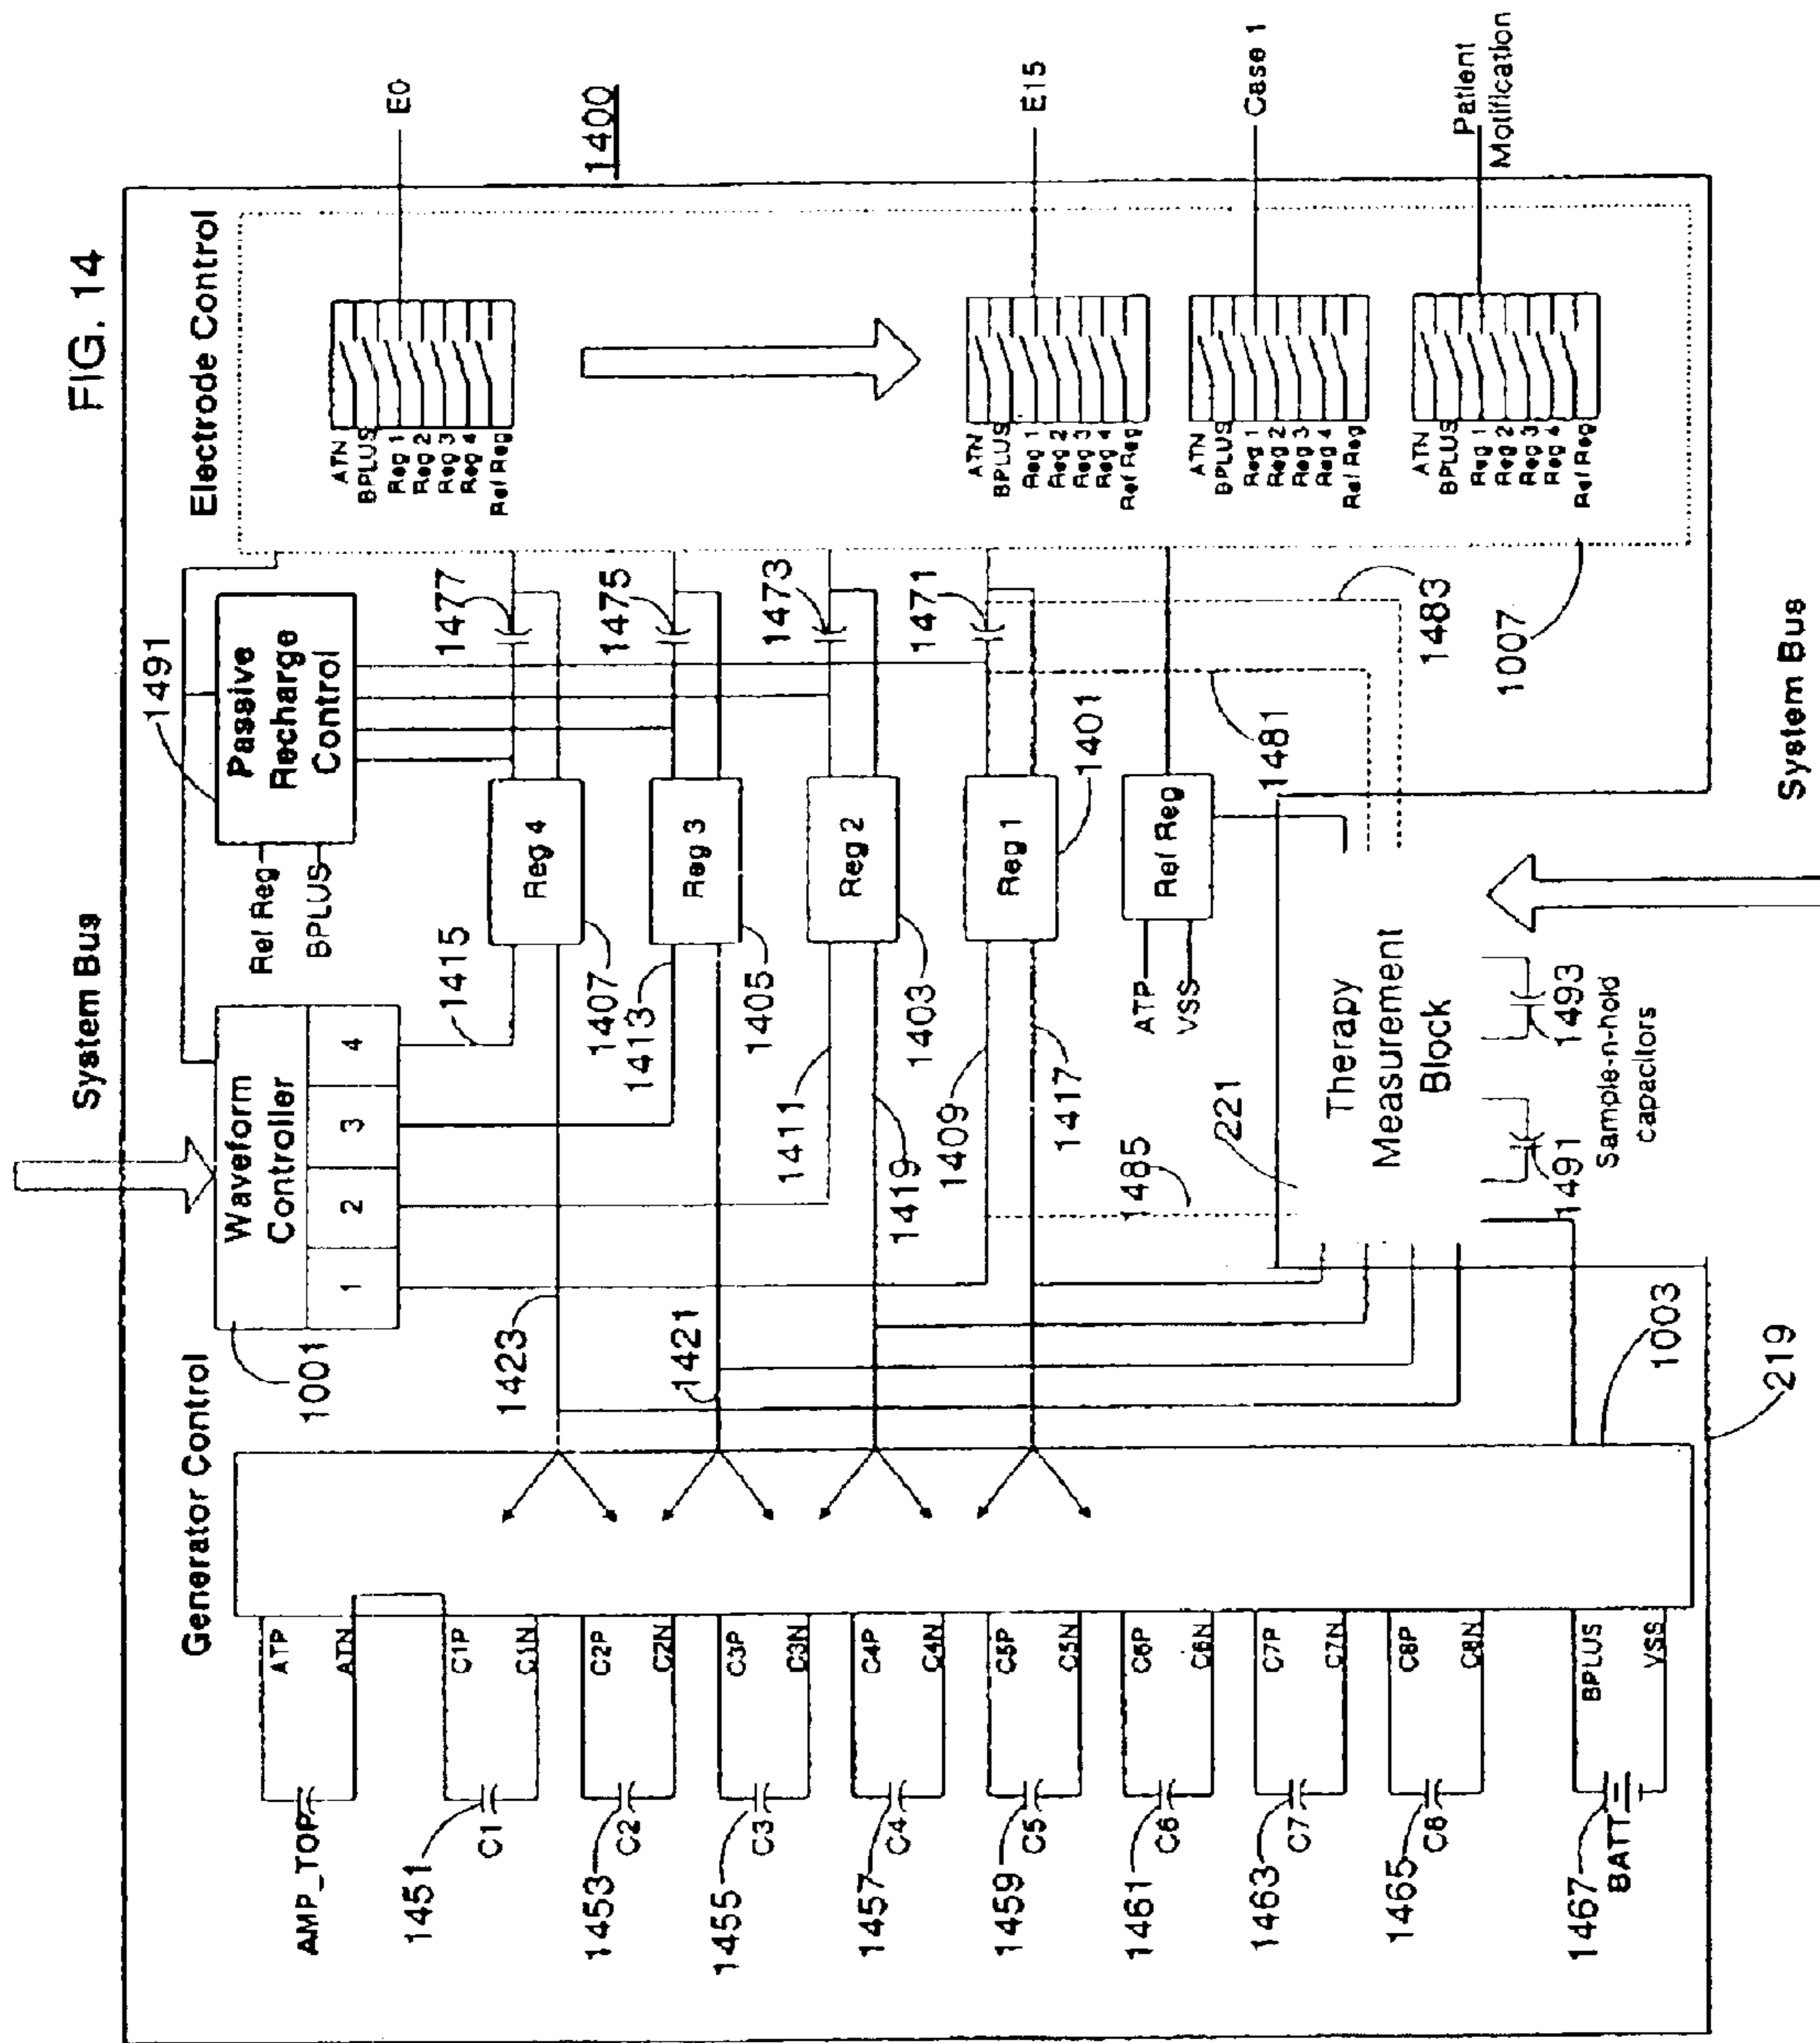 FIG. 14
1400
System Bus
Generator Control
Electrode Control
1001
Waveform
Controller
1
2
3
4
Ref Reg
BPLUS
1491
Passive
Recharge
Control
AMP_TOP
ATP
ATN
1451
C1
C1P
C1N
1453
C2
C2P
C2N
1455
C3
C3P
C3N
1457
C4
C4P
C4N
1459
C5
C5P
C5N
1461
C6
C6P
C6N
1463
C7
C7P
C7N
1465
C8
C8P
C8N
1467
BATT
BPLUS
VSS
1003
219
1423
1421
1419
1417
1415
1413
1411
1409
Reg 4
1407
Reg 3
1405
Reg 2
1403
Reg 1
1401
1477
1475
1473
1471
ATP
VSS
Ref Reg
1485
221
1481
1483
Therapy
Measurement
Block
1491
1493
Sample-n-hold
capacitors
System Bus
1007
ATN
BPLUS
Reg 1
Reg 2
Reg 3
Reg 4
Ref Reg
E0
ATN
BPLUS
Reg 1
Reg 2
Reg 3
Reg 4
Ref Reg
E15
ATN
BPLUS
Reg 1
Reg 2
Reg 3
Reg 4
Ref Reg
Case 1
ATN
BPLUS
Reg 1
Reg 2
Reg 3
Reg 4
Ref Reg
Patient
Motification